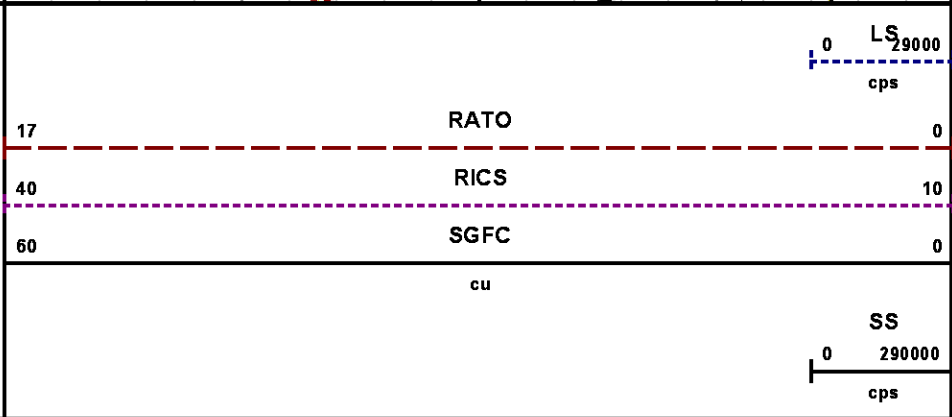 LS
0 29000
cps
RATO
17 0
RICS
40 10
SGFC
60 0
cu
SS
0 290000
cps